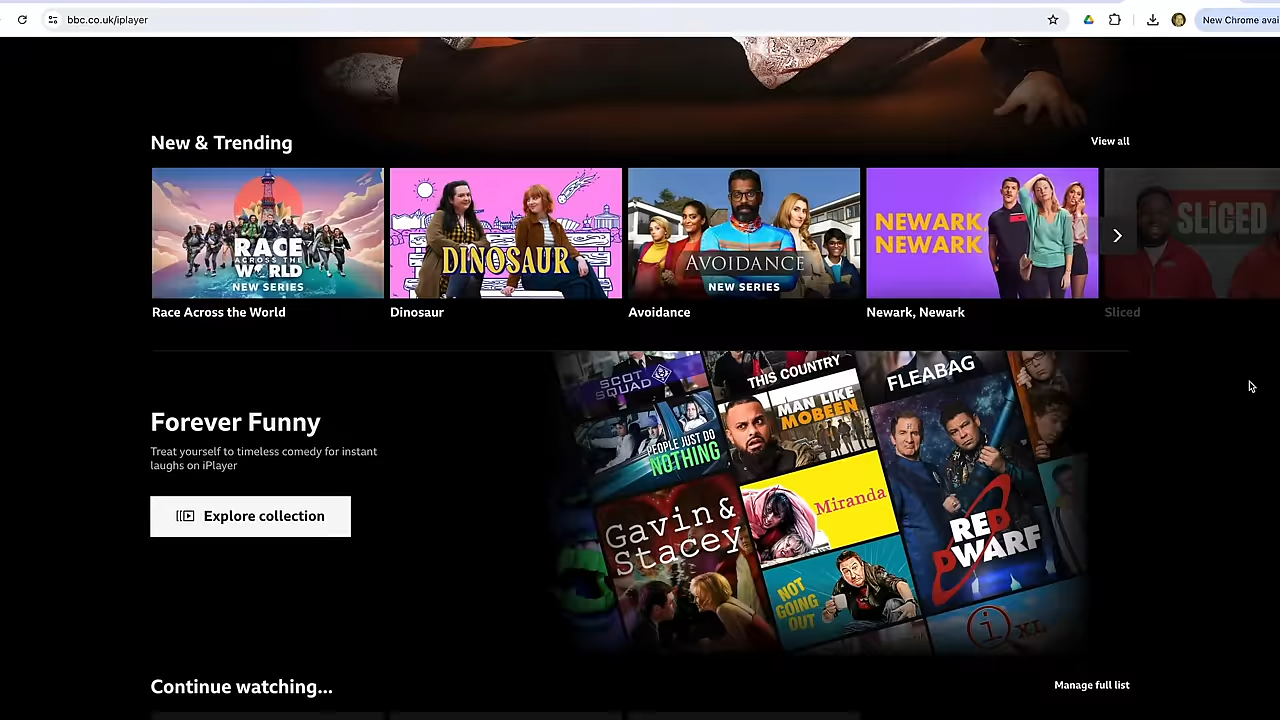 bbc.co.uk/iplayer
New Chrome avai
New & Trending
View all
RACE
ACROSS THE
WORLD
NEW SERIES
DINOSAUR
AVOIDANCE
NEW SERIES
NEWARK,
NEWARK
SLiCED
Race Across the World
Dinosaur
Avoidance
Newark, Newark
Sliced
SCOT
SQUAD
THIS COUNTRY
FLEABAG
MAN LIKE
MOBEEN
PEOPLE JUST DO
NOTHING
Forever Funny
Treat yourself to timeless comedy for instant
laughs on iPlayer
Explore collection
Gavin &
Stacey
Miranda
RED
DWARF
NOT
GOING
OUT
i XL
Continue watching...
Manage full list